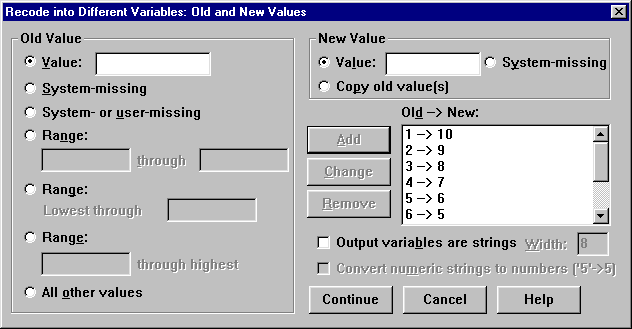 Recode into Different Variables: Old and New Values
Old Value
Value:
System-missing
System- or user-missing
Range:
through
Range:
Lowest through
Range:
through highest
All other values
New Value
Value:
System-missing
Copy old value(s)
Old --> New:
Add
Change
Remove
1 --> 10
2 --> 9
3 --> 8
4 --> 7
5 --> 6
6 --> 5
Output variables are strings
Width: 8
Convert numeric strings to numbers ('5'->5)
Continue
Cancel
Help